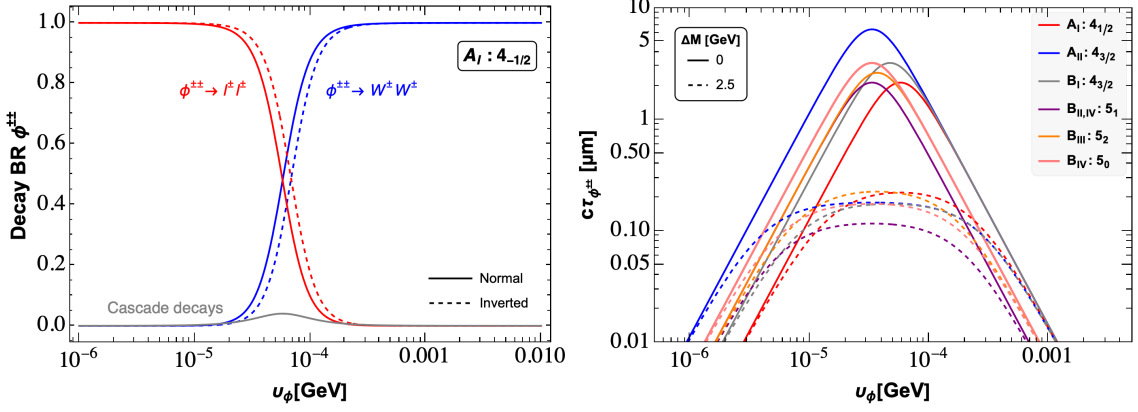 1.0
0.8
0.6
0.4
0.2
0.0
Decay BR ϕ^±±
A_I : 4_{-1/2}
ϕ^±±→ l^± l^±
ϕ^±±→ W^± W^±
Cascade decays
Normal
Inverted
10^-6
10^-5
10^-4
0.001
0.010
υ_ϕ[GeV]
5
1
0.50
0.10
0.05
0.01
cτ_ϕ^±± [μm]
ΔM [GeV]
0
2.5
A_I : 4_{1/2}
A_II : 4_{3/2}
B_I : 4_{3/2}
B_{II,IV} : 5_1
B_III : 5_2
B_IV : 5_0
10^-6
10^-5
10^-4
0.001
υ_ϕ[GeV]